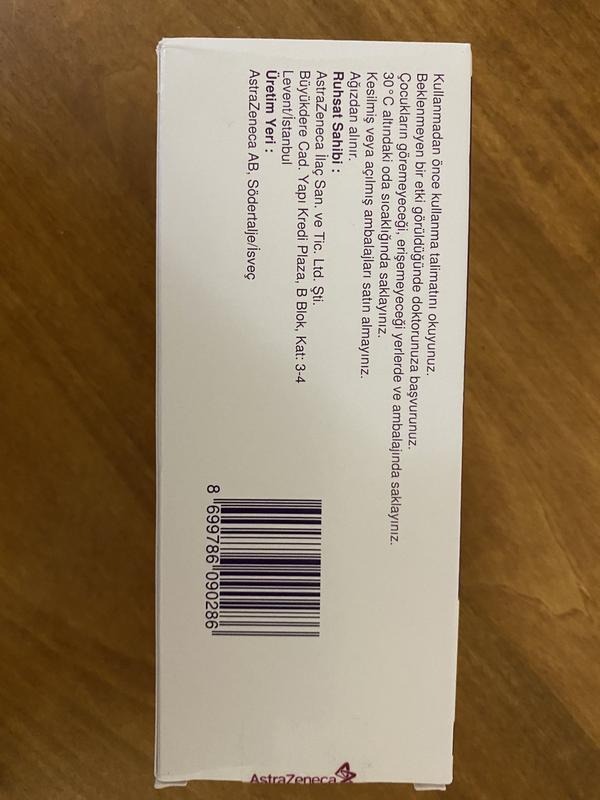 Kullanmadan önce kullanma talimatını okuyunuz.
Beklenmeyen bir etki görüldüğünde doktorunuza başvurunuz.
Çocukların göremeyeceği, erişemeyeceği yerlerde ve ambalajında saklayınız.
30°C altındaki oda sıcaklığında saklayınız.
Kesilmiş veya açılmış ambalajları satın almayınız.
Ağızdan alınır.
Ruhsat Sahibi :
AstraZeneca İlaç San. ve Tic. Ltd. Şti.
Büyükdere Cad. Yapı Kredi Plaza, B Blok, Kat: 3-4
Levent/İstanbul
Üretim Yeri :
AstraZeneca AB, Södertalje/İsveç
8 699786 090286
AstraZeneca